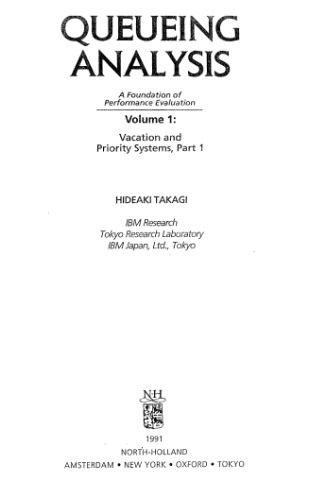 QUEUEING
ANALYSIS
A Foundation of
Performance Evaluation
Volume 1:
Vacation and
Priority Systems, Part 1
HIDEAKI TAKAGI
IBM Research
Tokyo Research Laboratory
IBM Japan, Ltd., Tokyo
NH
1991
NORTH-HOLLAND
AMSTERDAM • NEW YORK • OXFORD • TOKYO